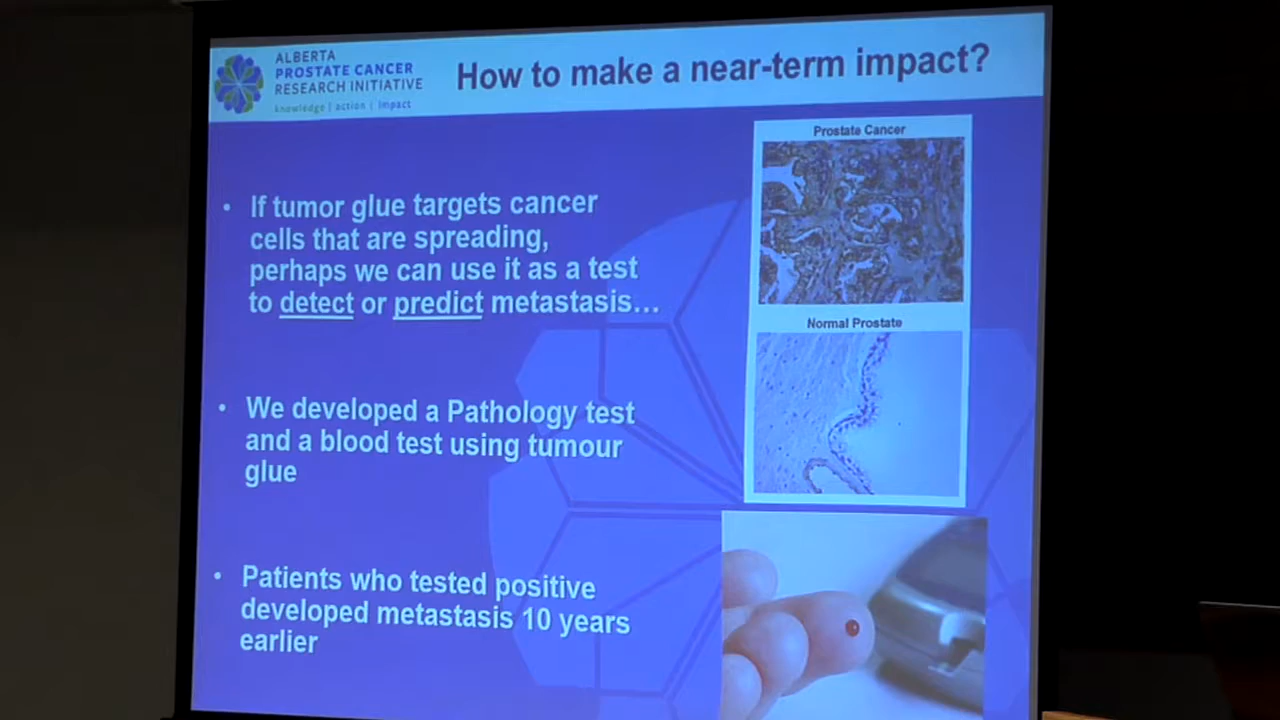 ALBERTA
PROSTATE CANCER
RESEARCH INITIATIVE
knowledge | action | impact
How to make a near-term impact?
Prostate Cancer
• If tumor glue targets cancer
cells that are spreading,
perhaps we can use it as a test
to detect or predict metastasis...
Normal Prostate
• We developed a Pathology test
and a blood test using tumour
glue
• Patients who tested positive
developed metastasis 10 years
earlier